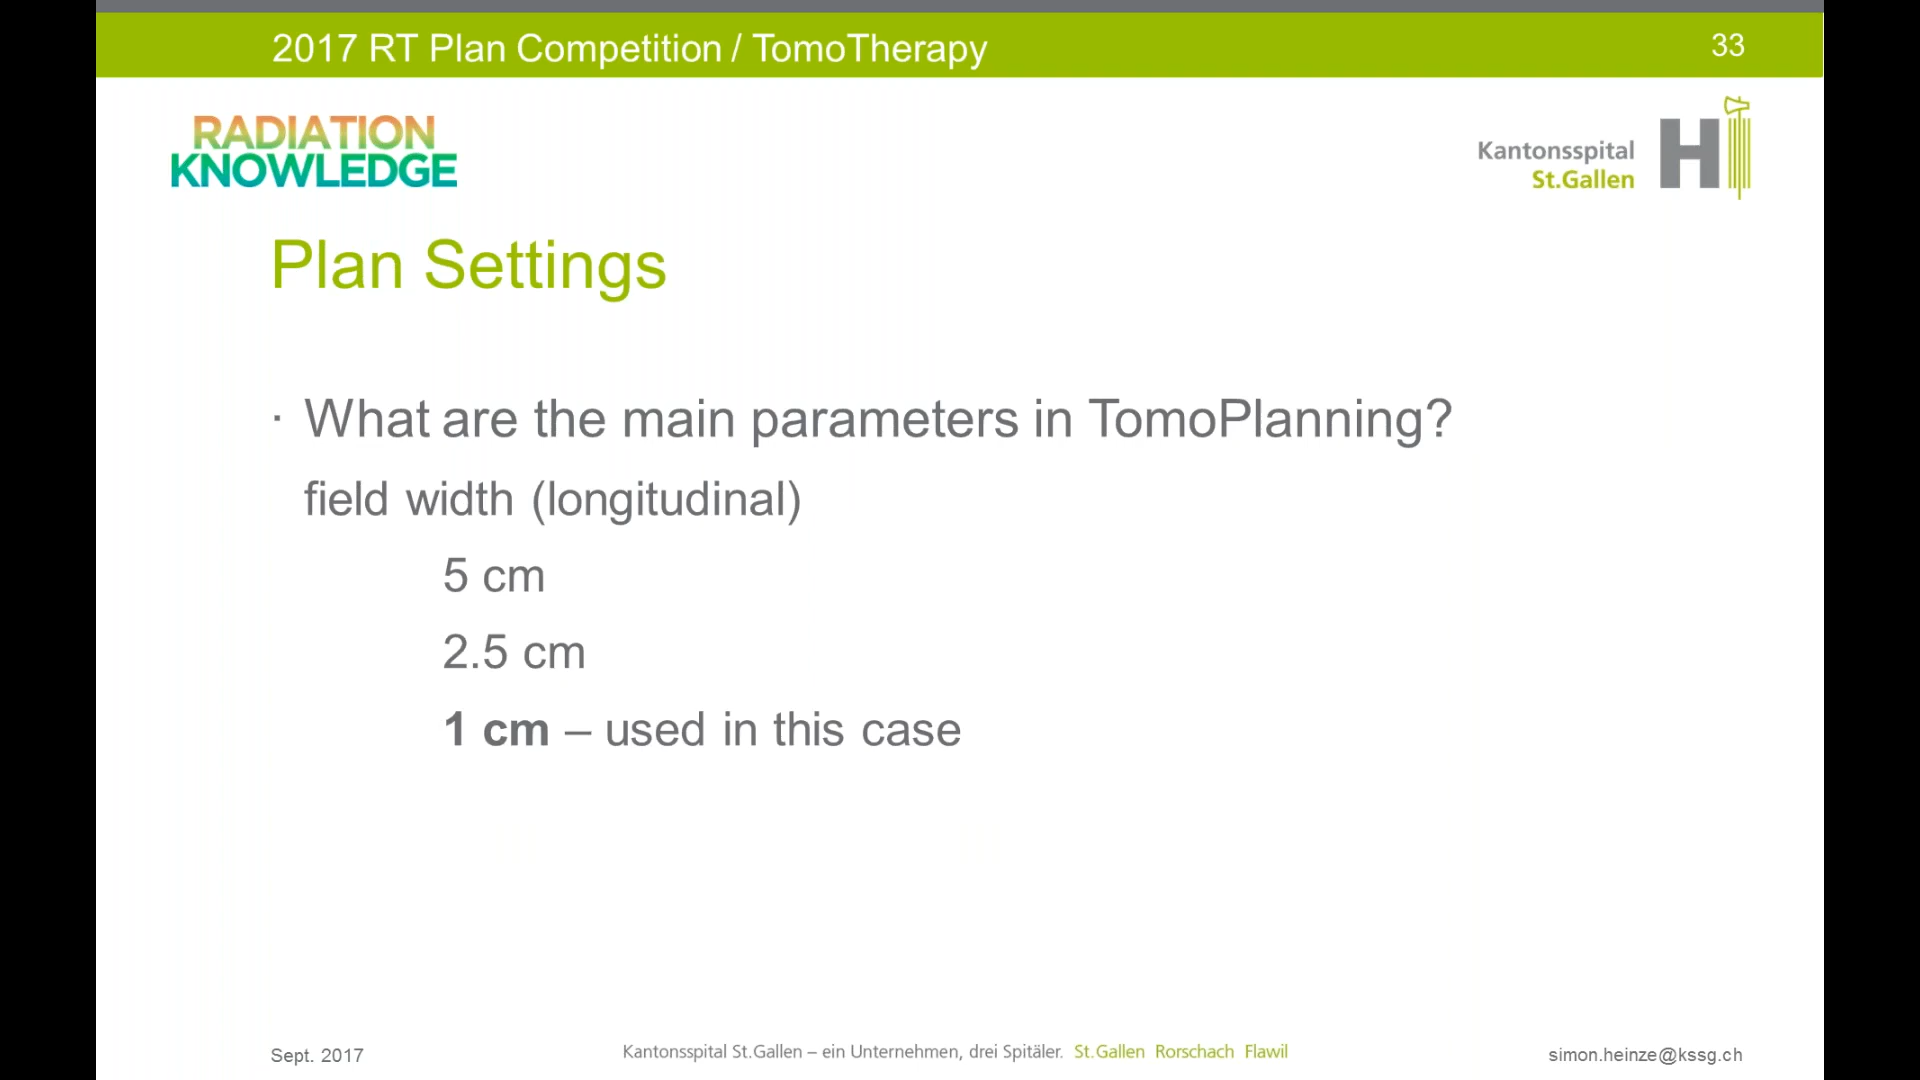 2017 RT Plan Competition / TomoTherapy
33
RADIATION
KNOWLEDGE
Kantonsspital
St.Gallen
Plan Settings
· What are the main parameters in TomoPlanning?
field width (longitudinal)
5 cm
2.5 cm
1 cm – used in this case
Sept. 2017
Kantonsspital St.Gallen – ein Unternehmen, drei Spitäler. St.Gallen Rorschach Flawil
simon.heinze@kssg.ch